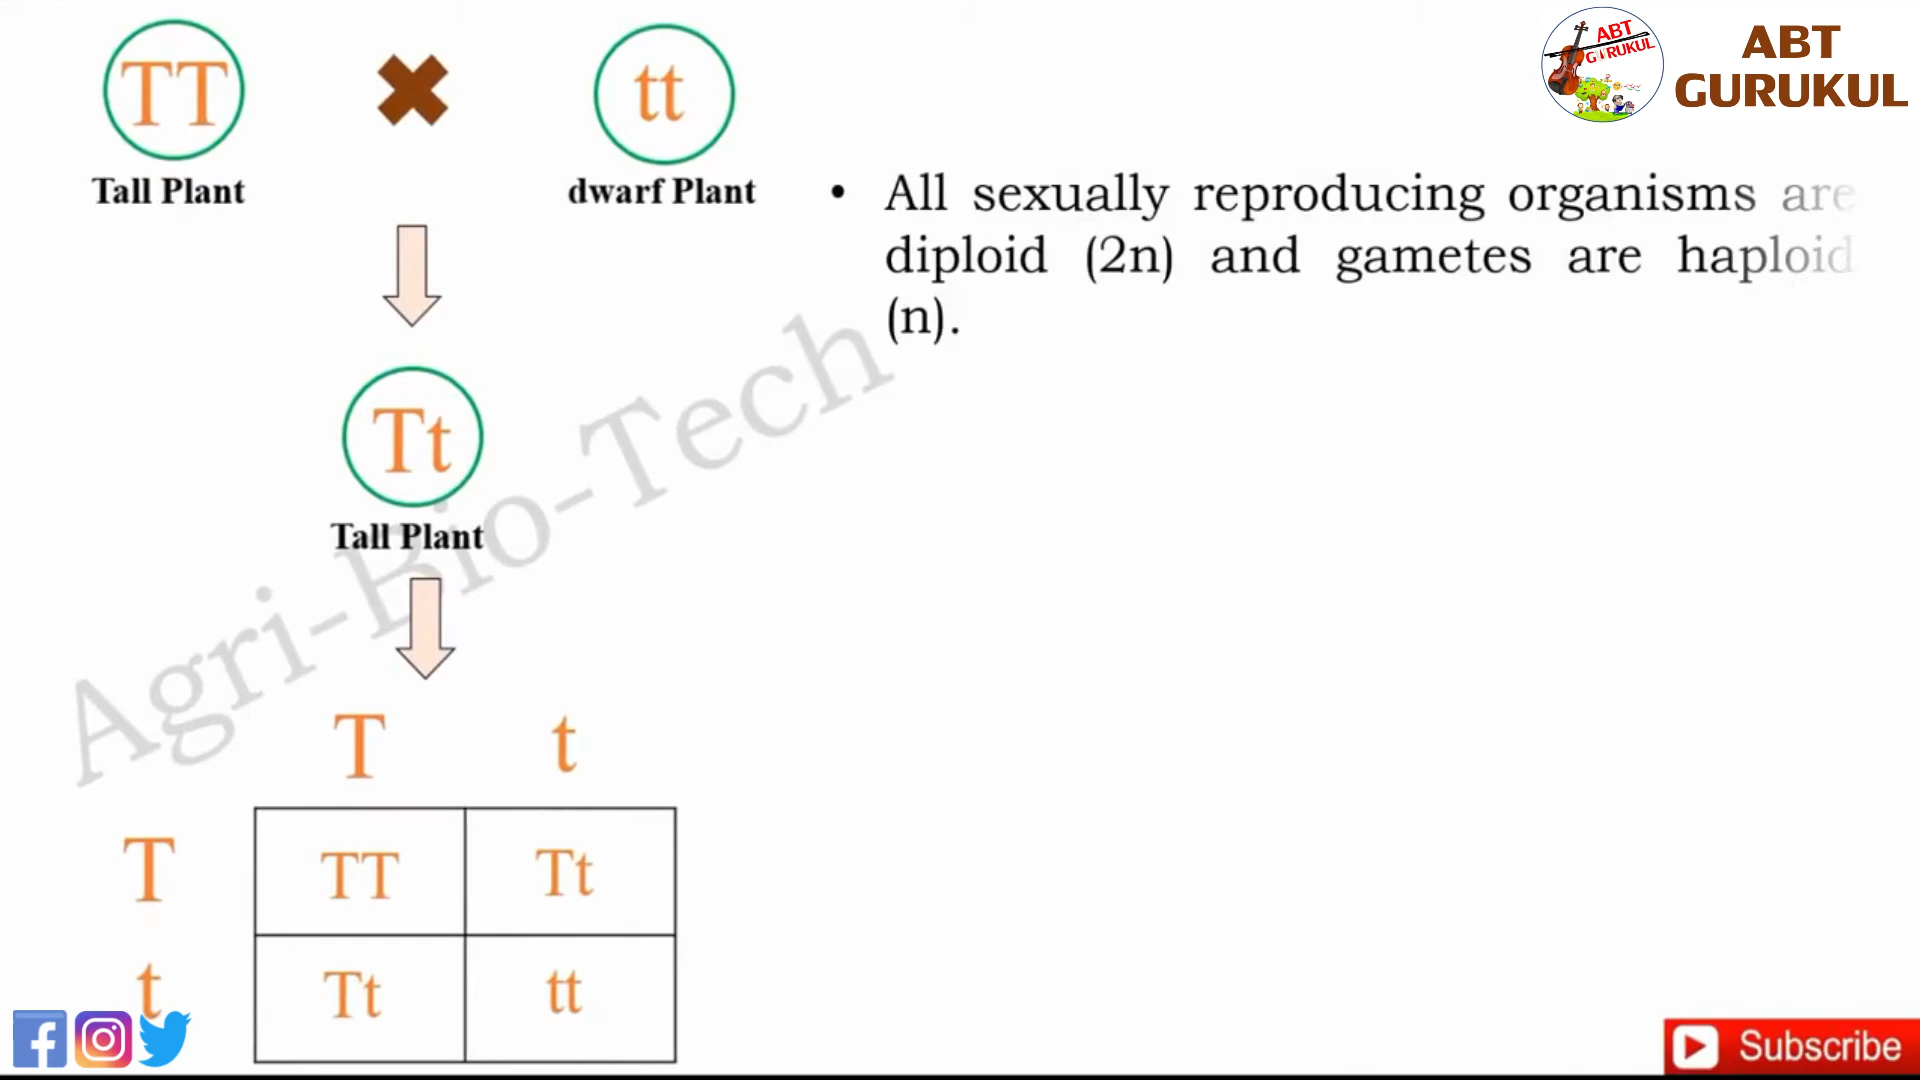 TT
tt
Tall Plant
dwarf Plant
ABT
GURUKUL
ABT
GURUKUL
• All sexually reproducing organisms are
diploid (2n) and gametes are haploid
(n).
Tt
Tall Plant
Agri-Bio-Tech
T t
T TT Tt
t Tt tt
Subscribe